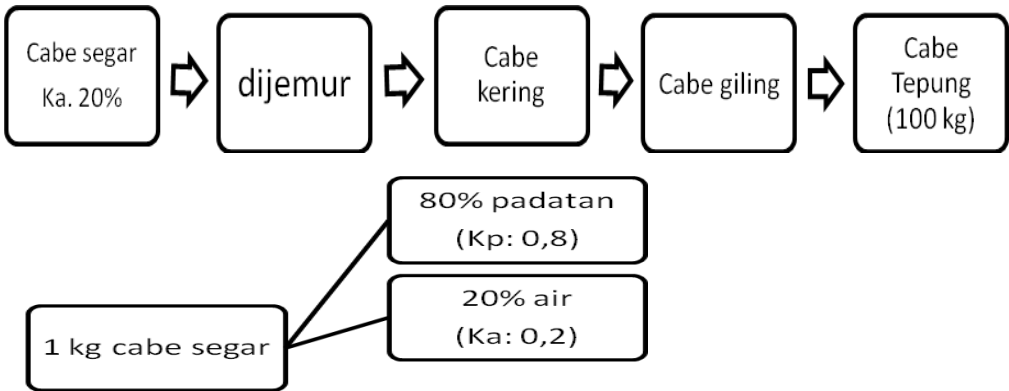 Cabe segar
Ka. 20%
dijemur
Cabe
kering
Cabe giling
Cabe
Tepung
(100 kg)
80% padatan
(Kp: 0,8)
20% air
(Ka: 0,2)
1 kg cabe segar